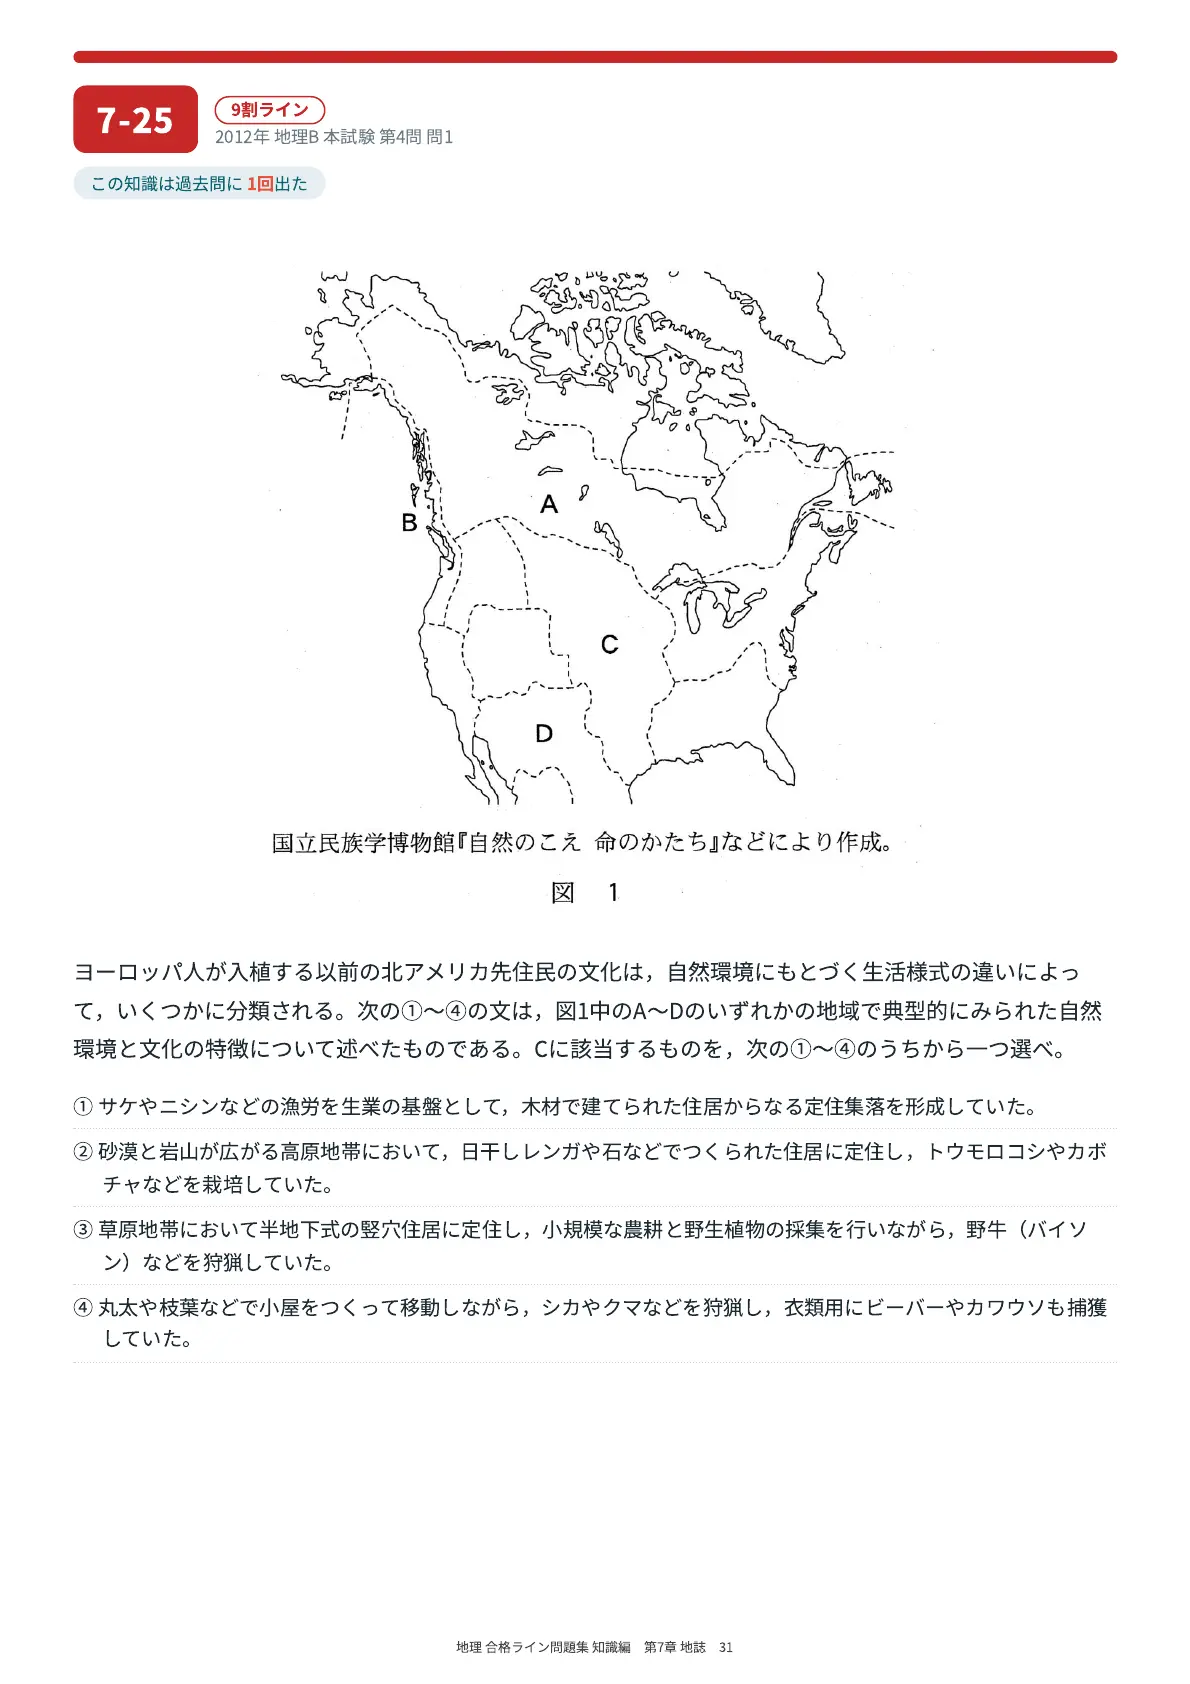 7-25
9割ライン
2012年 地理B 本試験 第4問 問1
この知識は過去問に 1回出た
A
B
C
D
国立民族学博物館『自然のこえ 命のかたち』などにより作成。
図 1
ヨーロッパ人が入植する以前の北アメリカ先住民の文化は，自然環境にもとづく生活様式の違いによっ
て，いくつかに分類される。次の①～④の文は，図1中のA～Dのいずれかの地域で典型的にみられた自然
環境と文化の特徴について述べたものである。Cに該当するものを，次の①～④のうちから一つ選べ。
① サケやニシンなどの漁労を生業の基盤として，木材で建てられた住居からなる定住集落を形成していた。
② 砂漠と岩山が広がる高原地帯において，日干しレンガや石などでつくられた住居に定住し，トウモロコシやカボ
チャなどを栽培していた。
③ 草原地帯において半地下式の竪穴住居に定住し，小規模な農耕と野生植物の採集を行いながら，野牛（バイソ
ン）などを狩猟していた。
④ 丸太や枝葉などで小屋をつくって移動しながら，シカやクマなどを狩猟し，衣類用にビーバーやカワウソも捕獲
していた。
地理 合格ライン問題集 知識編 第7章 地誌 31